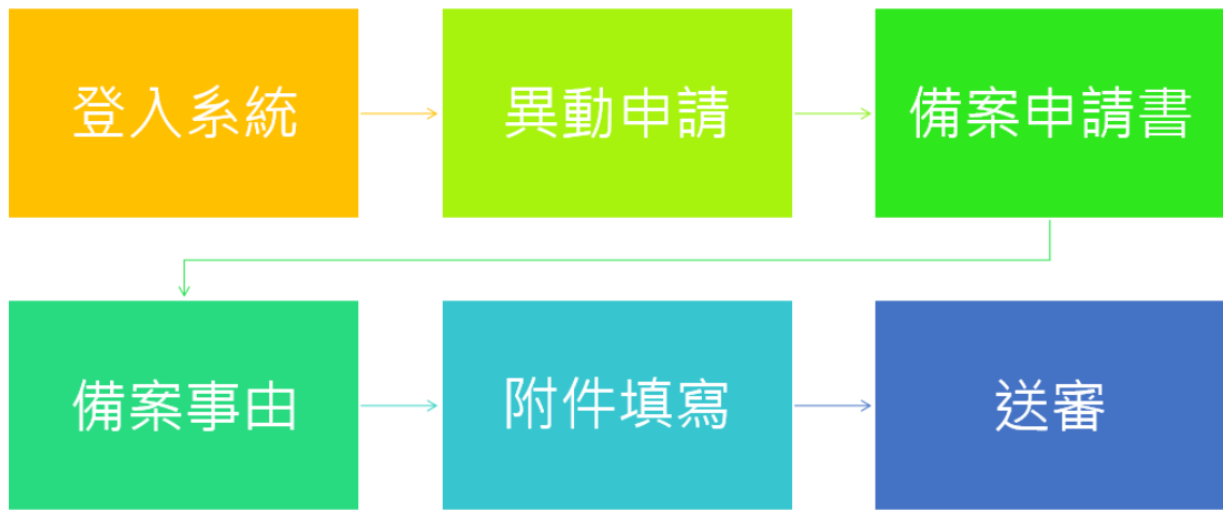 登入系統
異動申請
備案申請書
備案事由
附件填寫
送審